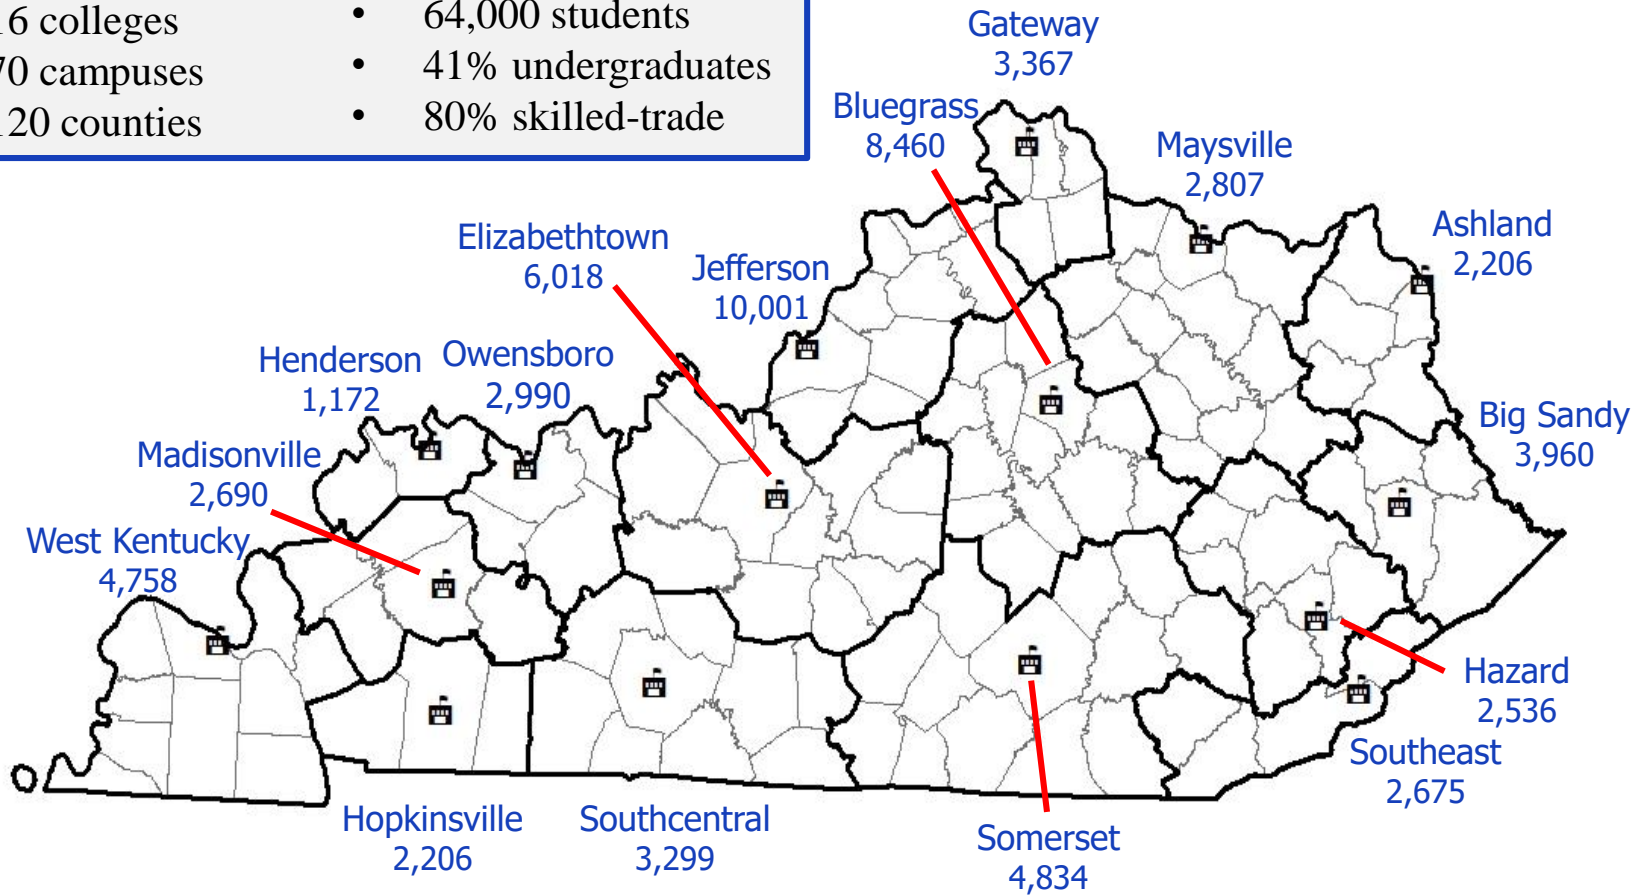 16 colleges
70 campuses
120 counties
• 64,000 students
• 41% undergraduates
• 80% skilled-trade
Gateway
3,367
Bluegrass
8,460
Maysville
2,807
Ashland
2,206
Elizabethtown
6,018
Jefferson
10,001
Henderson
1,172
Owensboro
2,990
Big Sandy
3,960
Madisonville
2,690
West Kentucky
4,758
Hazard
2,536
Southeast
2,675
Hopkinsville
2,206
Southcentral
3,299
Somerset
4,834